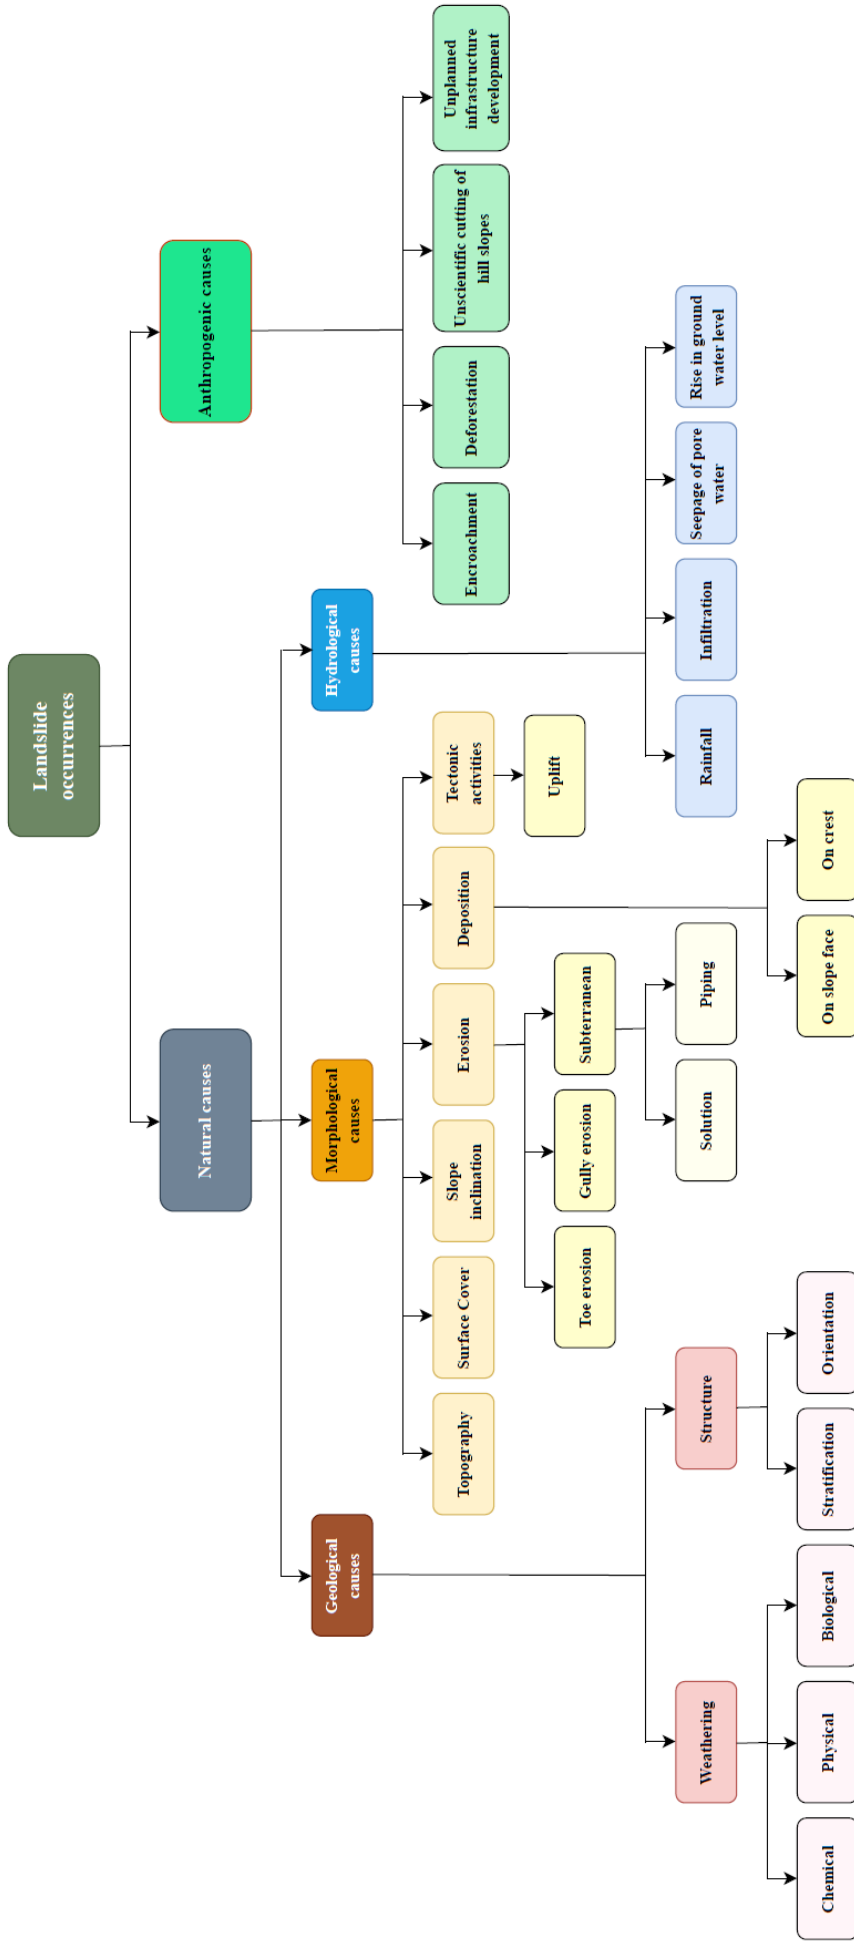 Landslide
occurrences
Natural causes
Anthropogenic causes
Geological
causes
Morphological
causes
Hydrological
causes
Topography
Surface Cover
Slope
inclination
Erosion
Deposition
Tectonic
activities
Encroachment
Deforestation
Unscientific cutting of
hill slopes
Unplanned
infrastructure
development
Toe erosion
Gully erosion
Subterranean
Uplift
Weathering
Structure
Solution
Piping
Rainfall
Infiltration
Seepage of pore
water
Rise in ground
water level
Chemical
Physical
Biological
Stratification
Orientation
On slope face
On crest